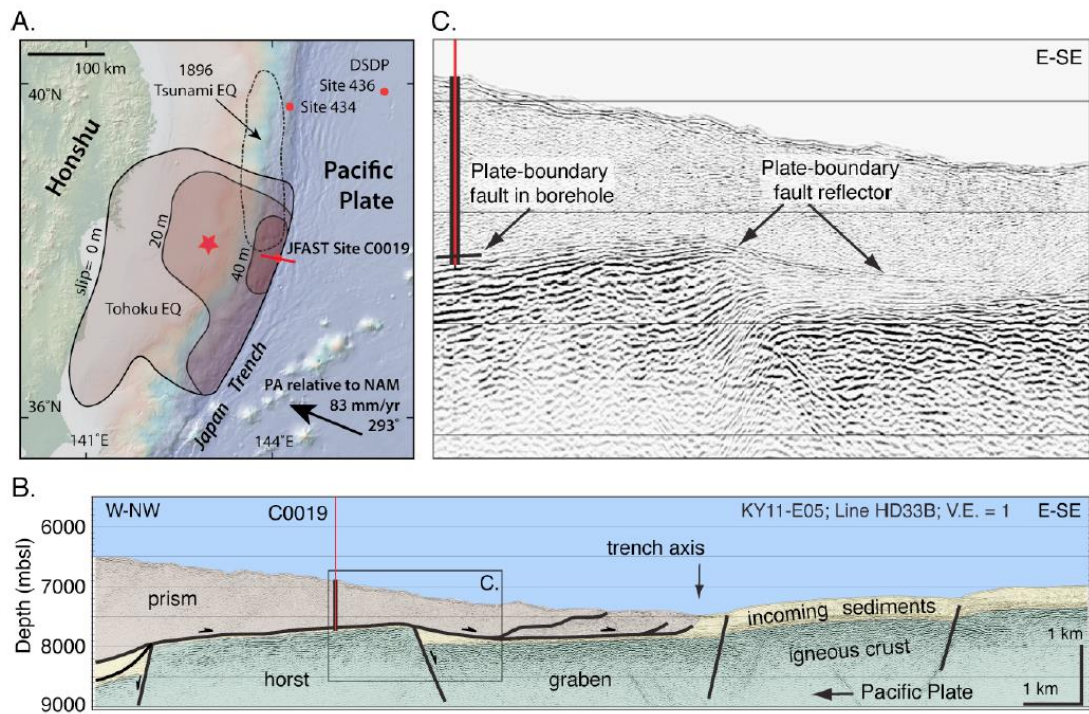 A.
100 km
1896
Tsunami EQ
DSDP
Site 436
Site 434
40°N
Honshu
Pacific
Plate
slip= 0 m
20 m
40 m
JFAST Site C0019
Tohoku EQ
Japan Trench
PA relative to NAM
83 mm/yr
293°
36°N
141°E
144°E
C.
E-SE
Plate-boundary
fault in borehole
Plate-boundary
fault reflector
B.
W-NW
C0019
KY11-E05; Line HD33B; V.E. = 1
E-SE
Depth (mbsl)
6000
7000
8000
9000
trench axis
C.
prism
incoming sediments
igneous crust
horst
graben
Pacific Plate
1 km
1 km